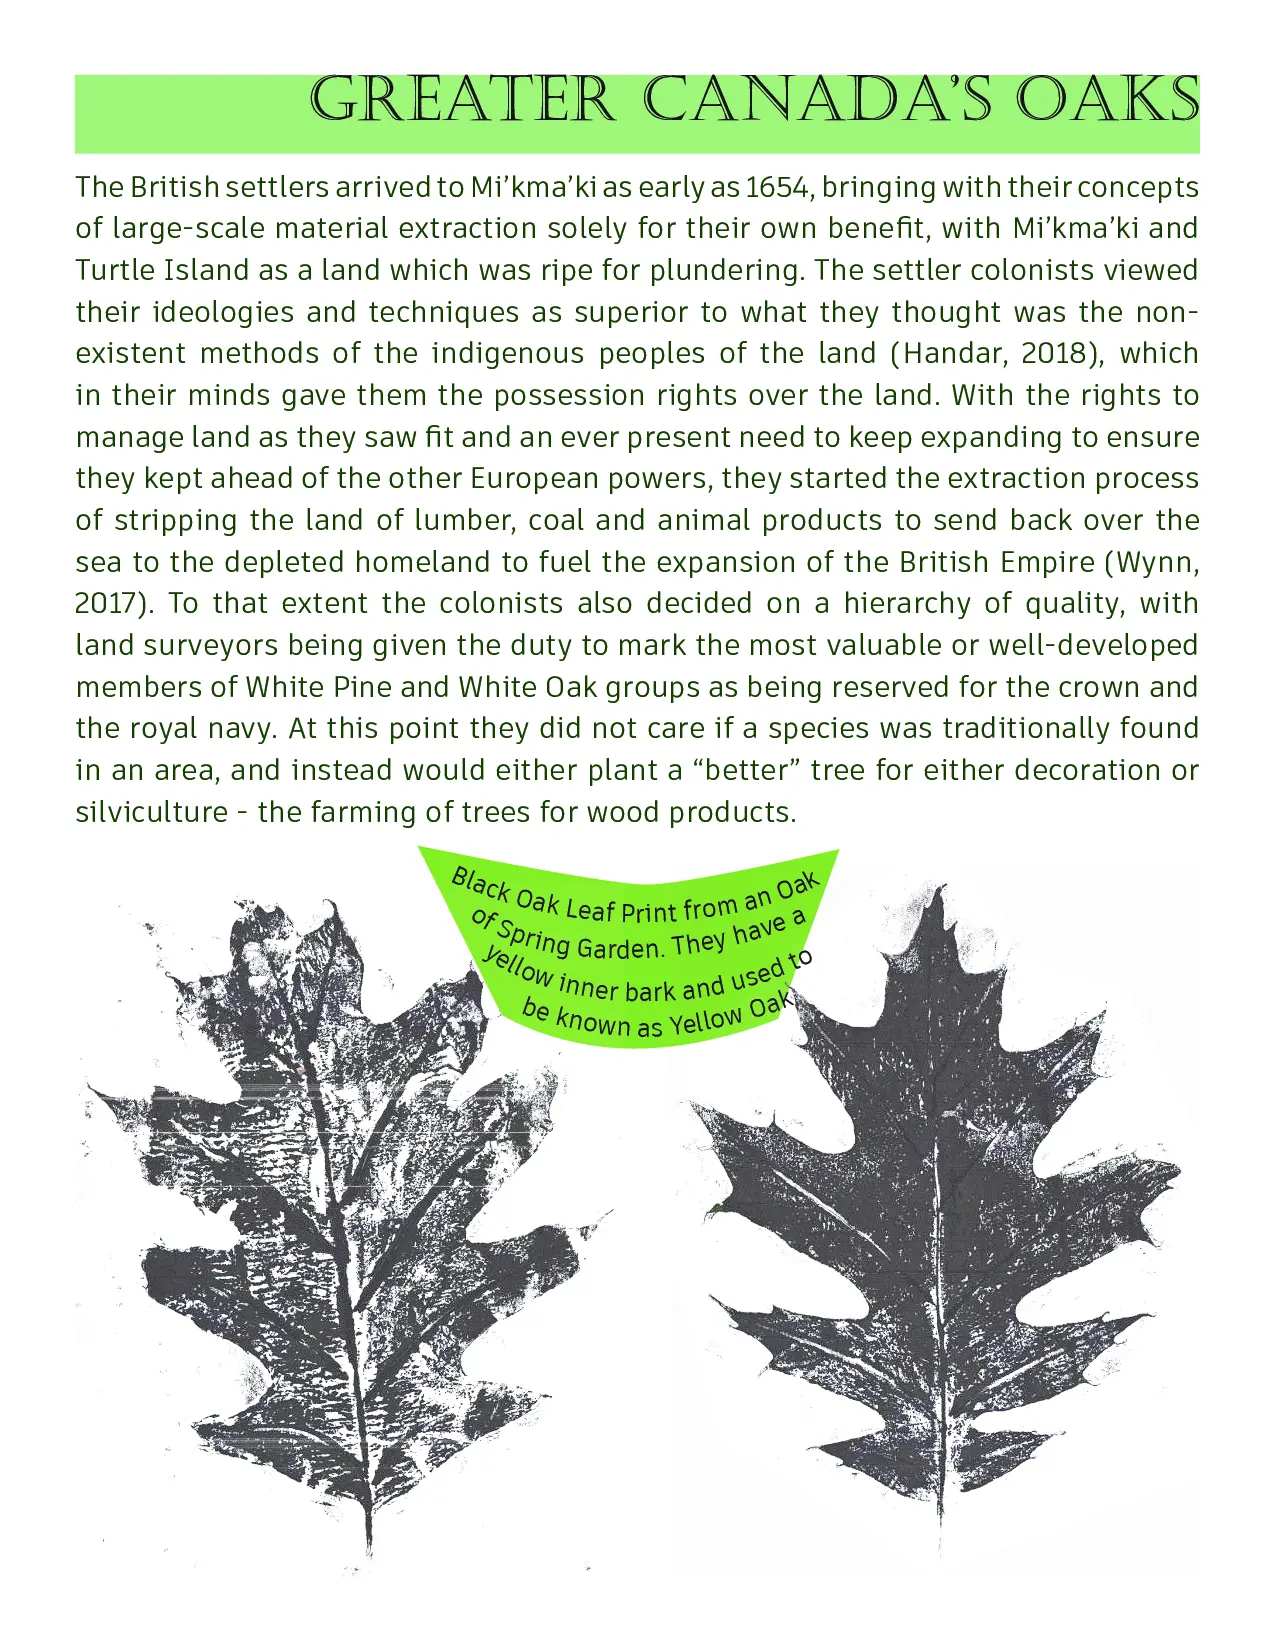 GREATER CANADA’S OAKS
The British settlers arrived to Mi’kma’ki as early as 1654, bringing with their concepts
of large-scale material extraction solely for their own benefit, with Mi’kma’ki and
Turtle Island as a land which was ripe for plundering. The settler colonists viewed
their ideologies and techniques as superior to what they thought was the non-
existent methods of the indigenous peoples of the land (Handar, 2018), which
in their minds gave them the possession rights over the land. With the rights to
manage land as they saw fit and an ever present need to keep expanding to ensure
they kept ahead of the other European powers, they started the extraction process
of stripping the land of lumber, coal and animal products to send back over the
sea to the depleted homeland to fuel the expansion of the British Empire (Wynn,
2017). To that extent the colonists also decided on a hierarchy of quality, with
land surveyors being given the duty to mark the most valuable or well-developed
members of White Pine and White Oak groups as being reserved for the crown and
the royal navy. At this point they did not care if a species was traditionally found
in an area, and instead would either plant a “better” tree for either decoration or
silviculture - the farming of trees for wood products.
Black Oak Leaf Print from an Oak
of Spring Garden. They have a
yellow inner bark and used to
be known as Yellow Oak